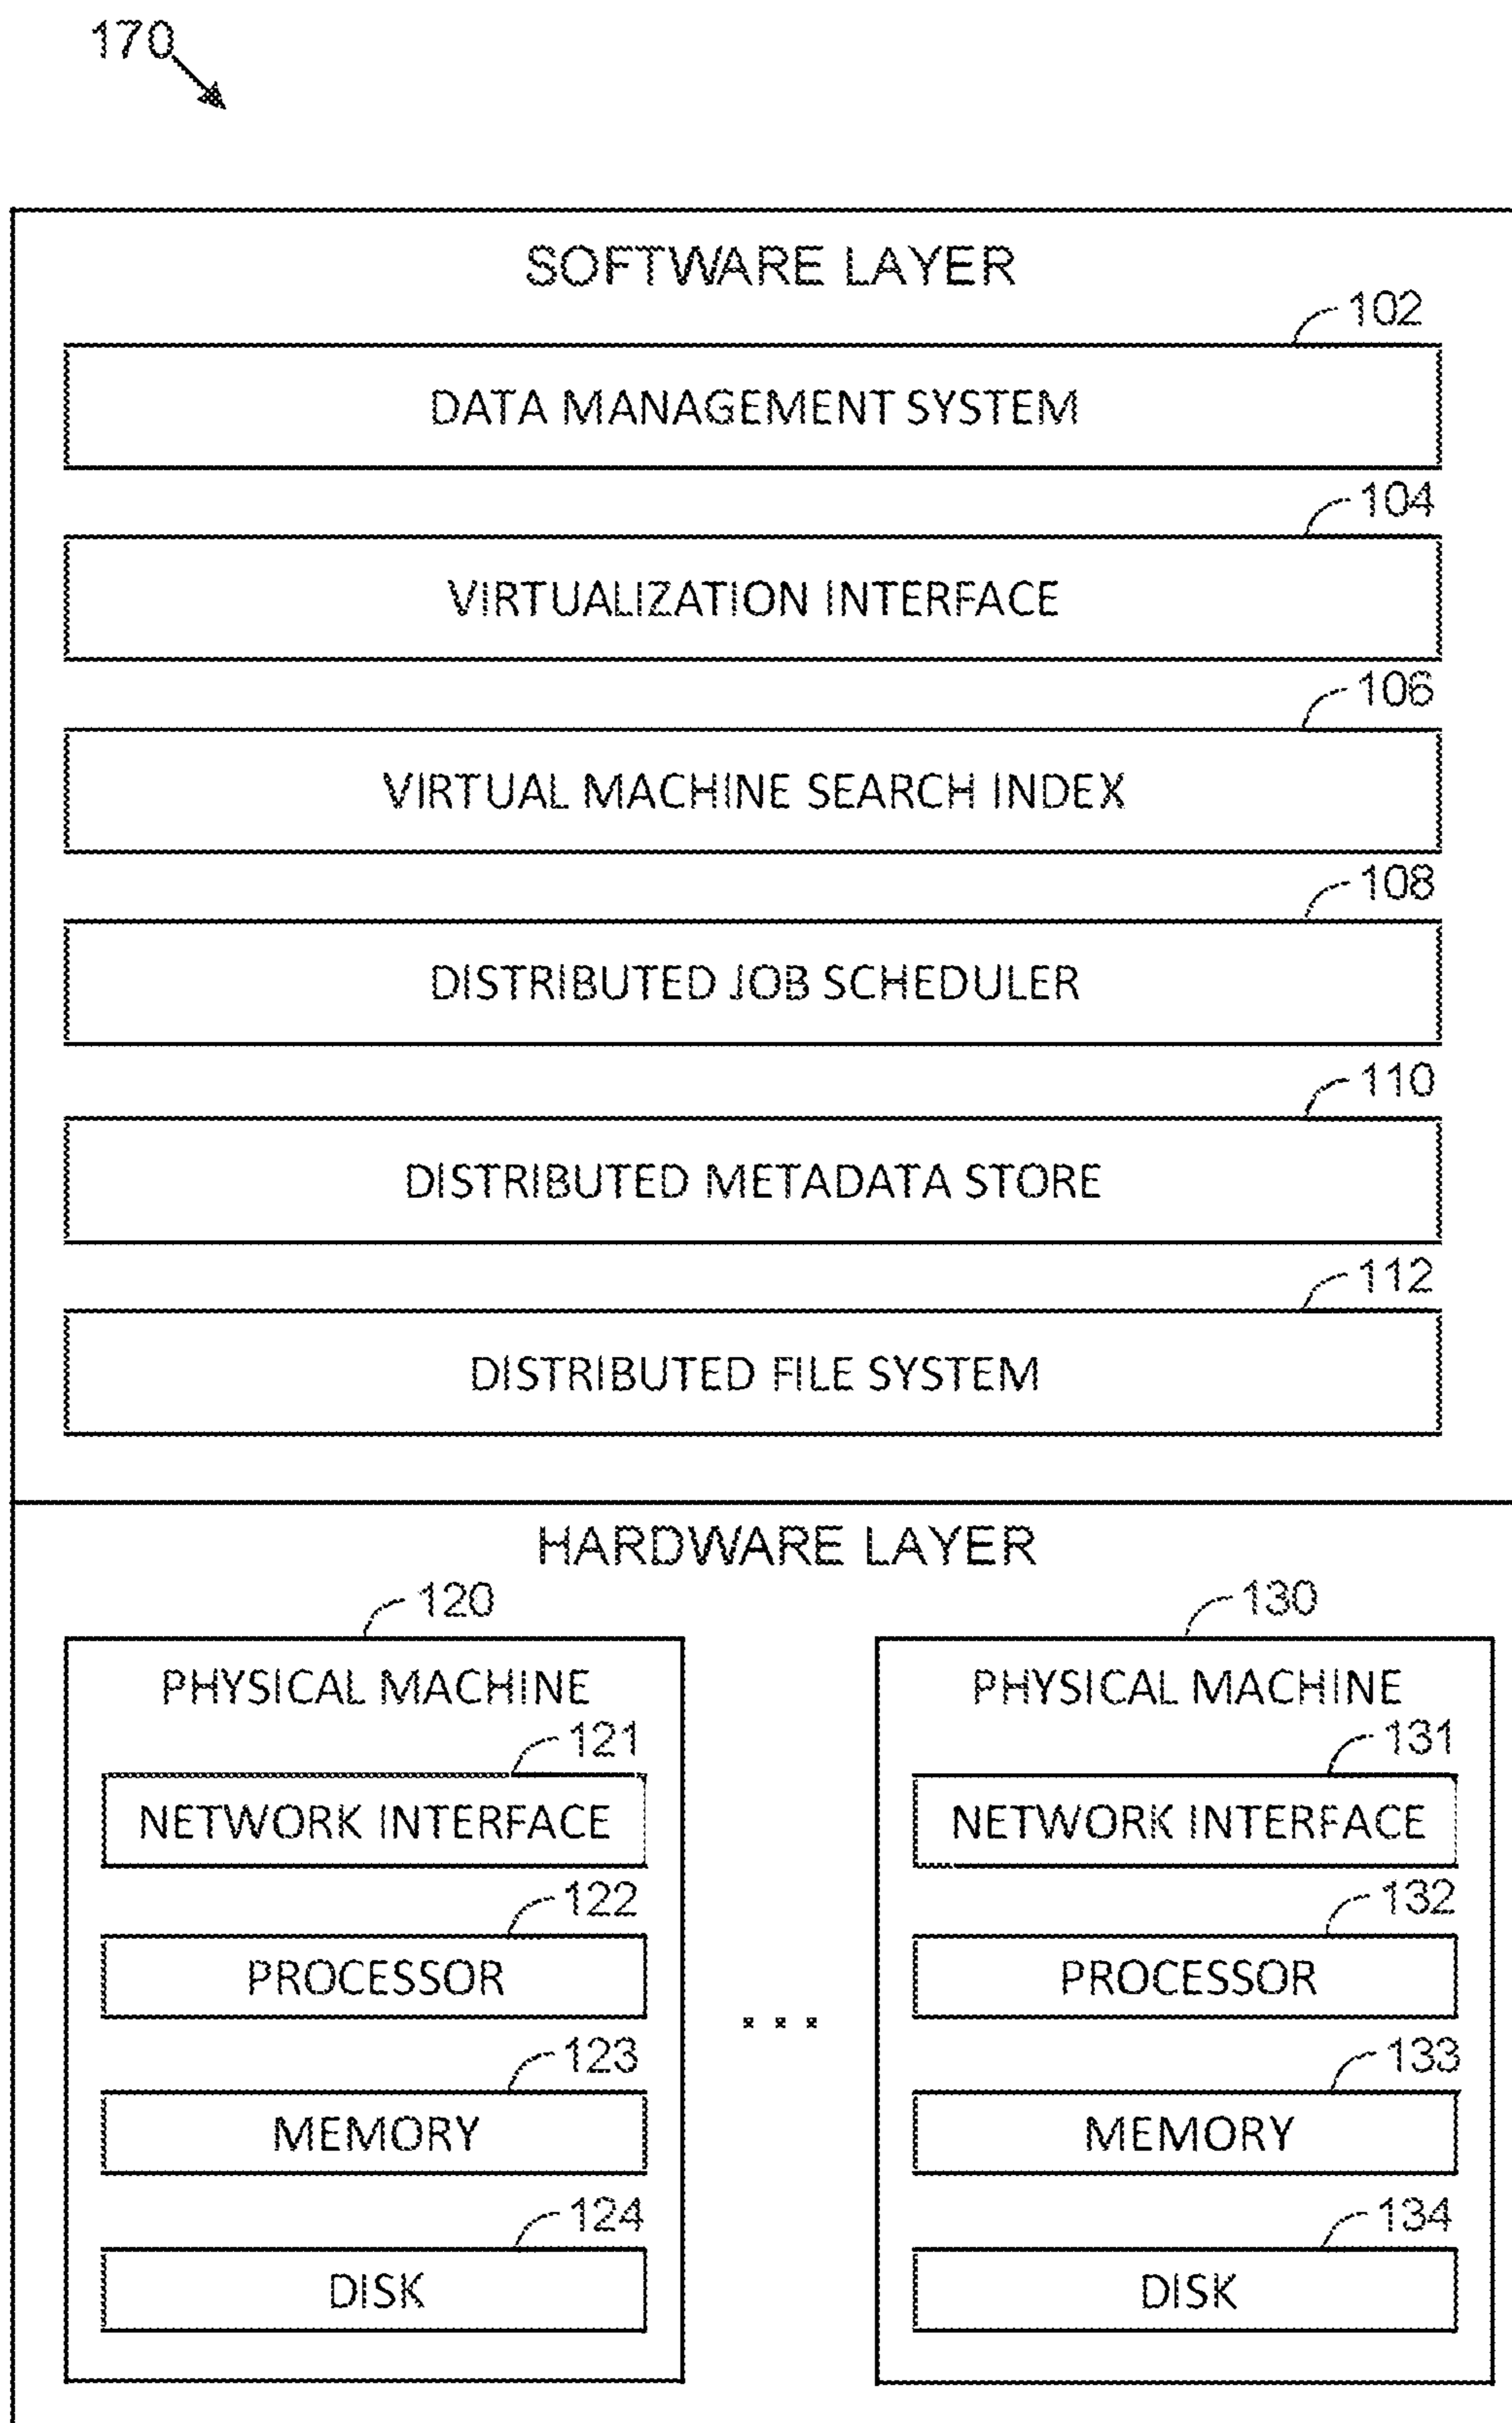 170
SOFTWARE LAYER
102
DATA MANAGEMENT SYSTEM
104
VIRTUALIZATION INTERFACE
106
VIRTUAL MACHINE SEARCH INDEX
108
DISTRIBUTED JOB SCHEDULER
110
DISTRIBUTED METADATA STORE
112
DISTRIBUTED FILE SYSTEM
HARDWARE LAYER
120
PHYSICAL MACHINE
121
NETWORK INTERFACE
122
PROCESSOR
123
MEMORY
124
DISK
...
130
PHYSICAL MACHINE
131
NETWORK INTERFACE
132
PROCESSOR
133
MEMORY
134
DISK